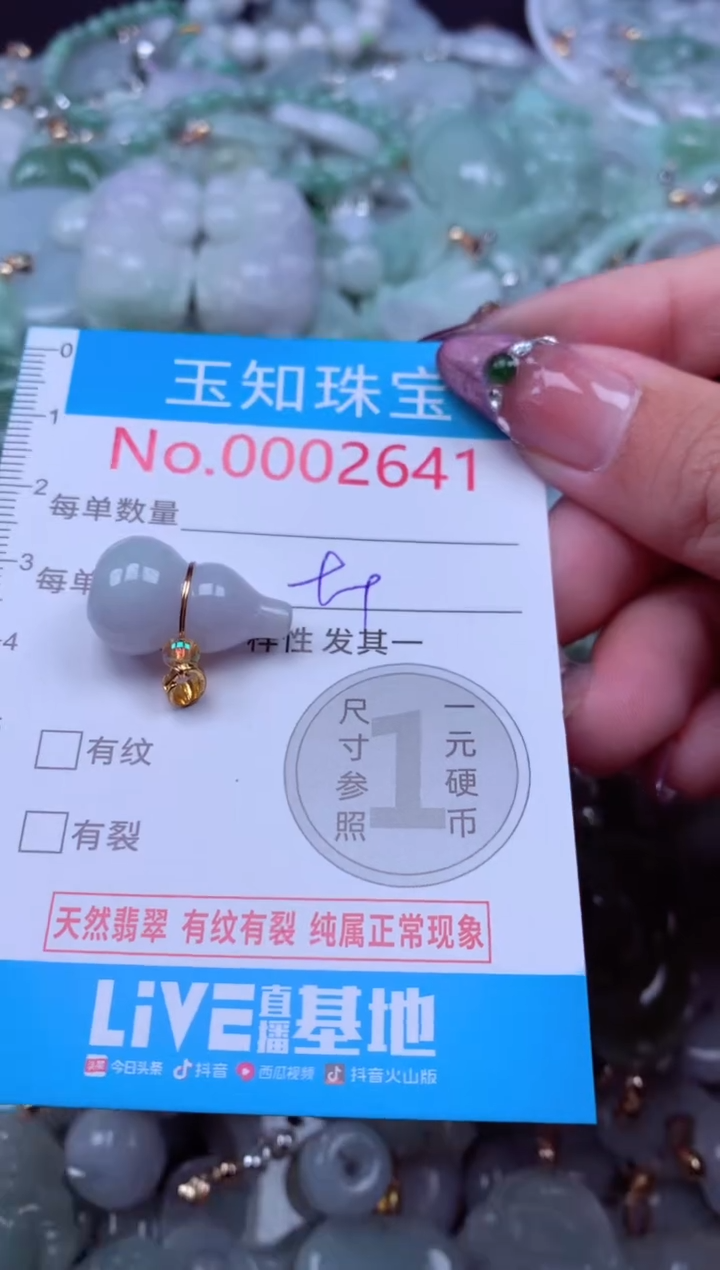 0
玉知珠宝
1
No.0002641
2
每单数量
3
每单
4
样性 发其一
尺寸参照
1
一元硬币
有纹
有裂
天然翡翠 有纹有裂 纯属正常现象
LiVE直播基地
头条 今日头条 抖音 西瓜视频 抖音火山版